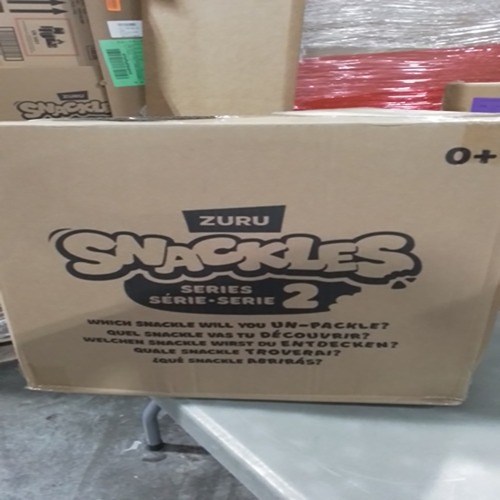 SNACKLE
0+
ZURU
SNACKLES
SERIES
SÉRIE•SERIE 2
WHICH SNACKLE WILL YOU UN-PACKLE?
QUEL SNACKLE VAS TU DÉCOUVRIR?
WELCHEN SNACKLE WIRST DU ENTDECKEN?
QUALE SNACKLE TROVERAI?
¿QUÉ SNACKLE ABRIRÁS?